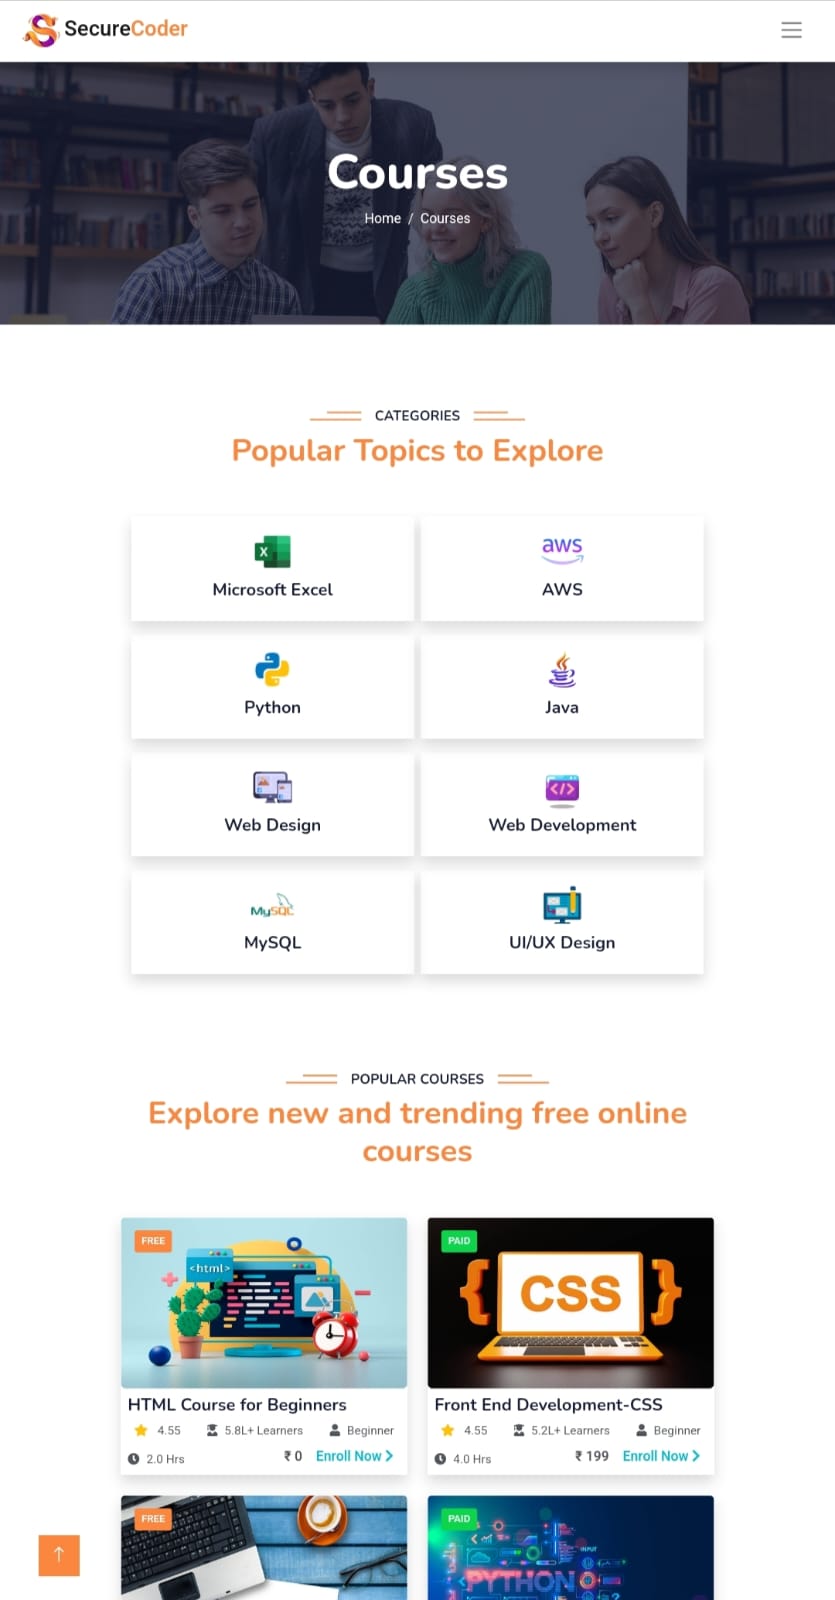 SecureCoder
Courses
Home / Courses
CATEGORIES
Popular Topics to Explore
X
Microsoft Excel
aws
AWS
Python
Java
Web Design
</>
Web Development
MySQL
MySQL
UI/UX Design
POPULAR COURSES
Explore new and trending free online
courses
FREE
<html>
HTML Course for Beginners
4.55 5.8L+ Learners Beginner
2.0 Hrs ₹ 0 Enroll Now
PAID
{ CSS }
Front End Development-CSS
4.55 5.2L+ Learners Beginner
4.0 Hrs ₹ 199 Enroll Now
FREE
PAID
INPUT
PYTHON